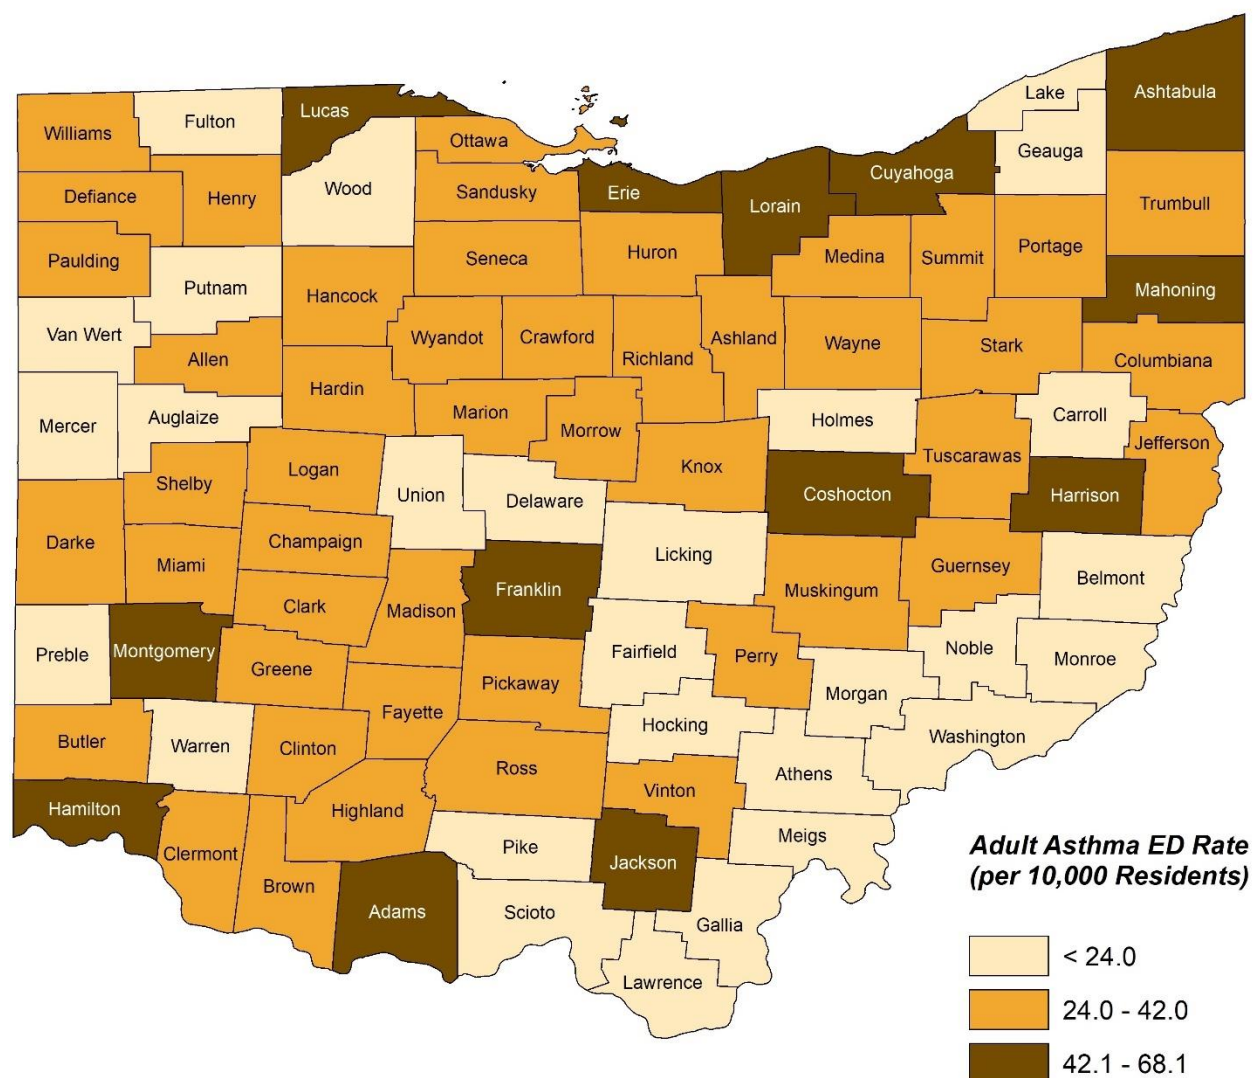 Lake
Ashtabula
Lucas
Fulton
Williams
Ottawa
Geauga
Cuyahoga
Wood
Sandusky
Erie
Defiance
Henry
Lorain
Trumbull
Portage
Huron
Medina
Summit
Seneca
Paulding
Putnam
Mahoning
Hancock
Van Wert
Wyandot
Crawford
Ashland
Wayne
Stark
Richland
Allen
Columbiana
Hardin
Marion
Carroll
Auglaize
Holmes
Mercer
Morrow
Jefferson
Tuscarawas
Knox
Logan
Shelby
Union
Delaware
Coshocton
Harrison
Darke
Champaign
Licking
Miami
Guernsey
Belmont
Franklin
Muskingum
Clark
Madison
Noble
Montgomery
Preble
Fairfield
Perry
Monroe
Greene
Pickaway
Morgan
Fayette
Hocking
Washington
Butler
Warren
Clinton
Ross
Athens
Vinton
Hamilton
Highland
Meigs
Pike
Clermont
Jackson
Brown
Adams
Scioto
Gallia
Lawrence
Adult Asthma ED Rate
(per 10,000 Residents)
< 24.0
24.0 - 42.0
42.1 - 68.1